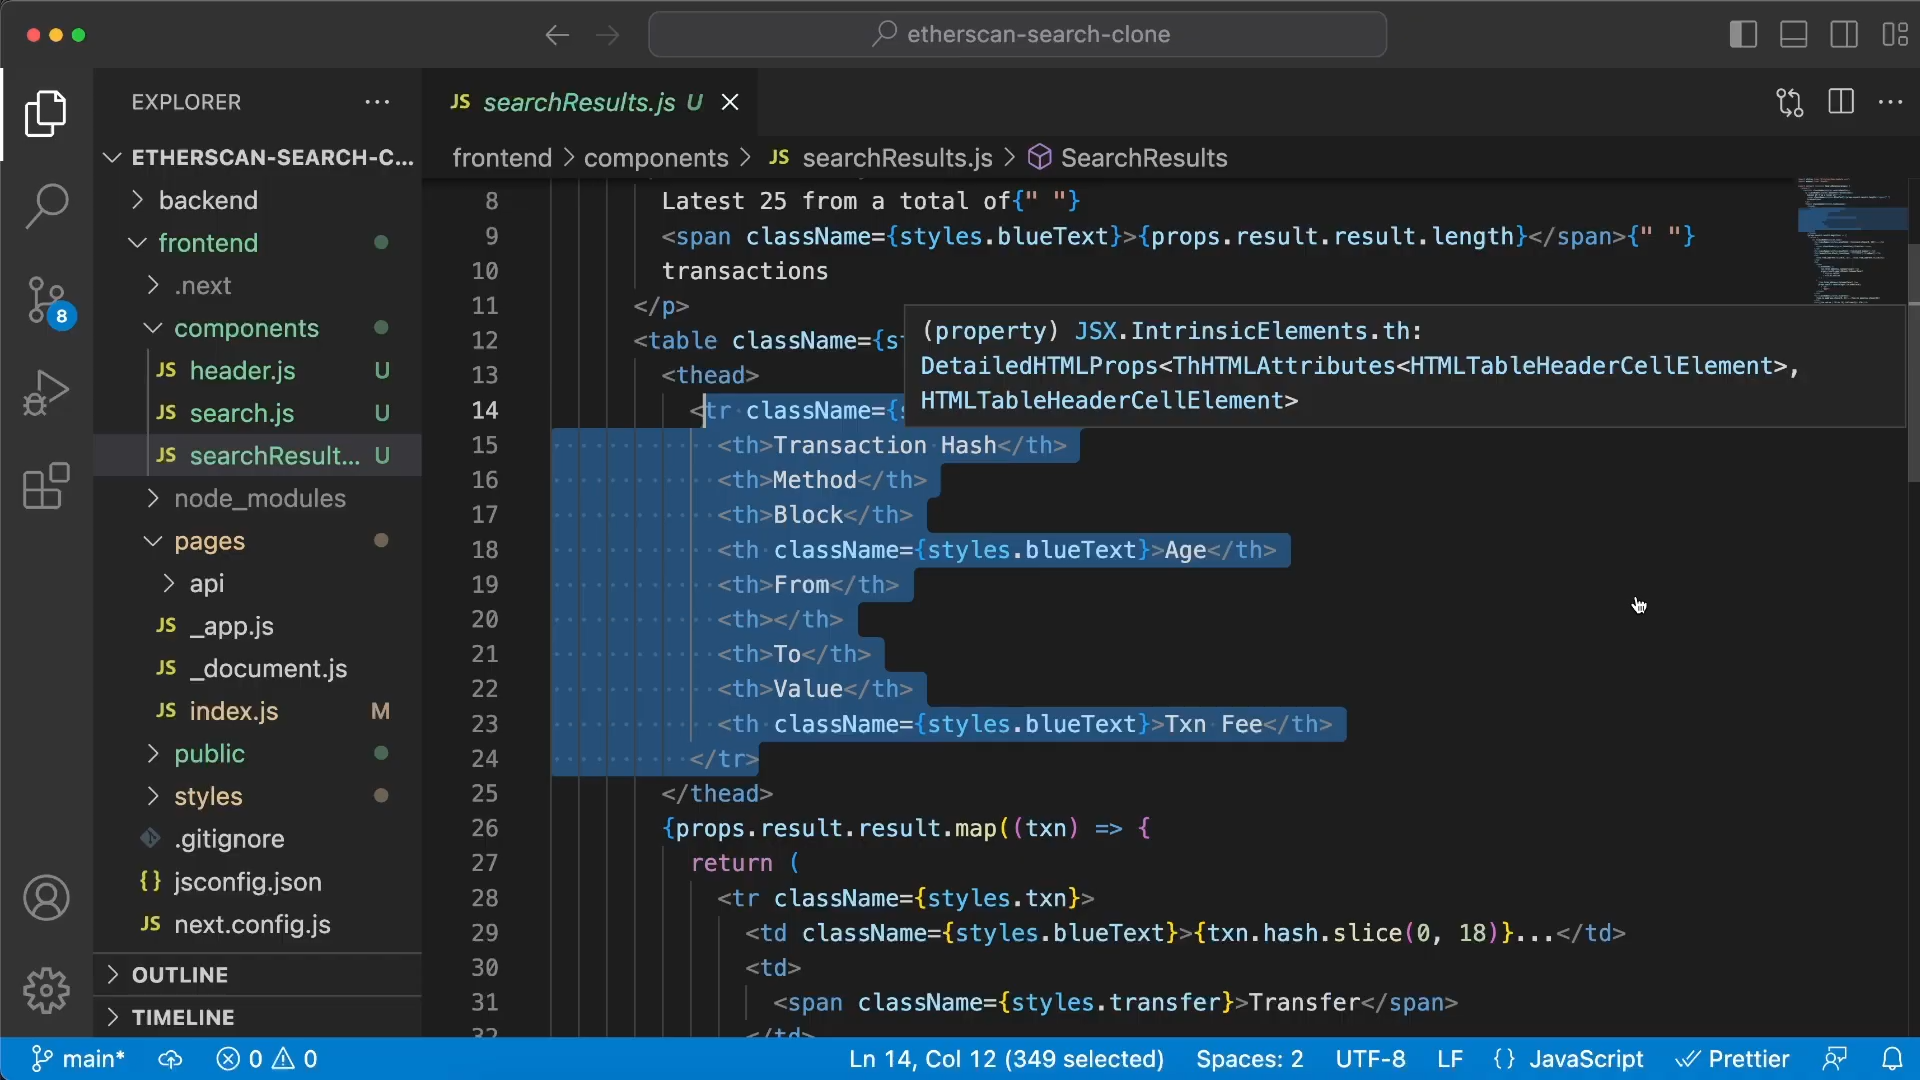 etherscan-search-clone
EXPLORER
ETHERSCAN-SEARCH-C...
backend
frontend
.next
components
JS header.js U
JS search.js U
JS searchResult... U
node_modules
pages
api
JS _app.js
JS _document.js
JS index.js M
public
styles
.gitignore
{} jsconfig.json
JS next.config.js
OUTLINE
TIMELINE
8
JS searchResults.js U
frontend > components > JS searchResults.js > SearchResults
8 Latest 25 from a total of{" "}
9 <span className={styles.blueText}>{props.result.result.length}</span>{" "}
10 transactions
11 </p>
12 <table className={st
13 <thead>
14 <tr className={s
15 <th>Transaction Hash</th>
16 <th>Method</th>
17 <th>Block</th>
18 <th className={styles.blueText}>Age</th>
19 <th>From</th>
20 <th></th>
21 <th>To</th>
22 <th>Value</th>
23 <th className={styles.blueText}>Txn Fee</th>
24 </tr>
25 </thead>
26 {props.result.result.map((txn) => {
27 return (
28 <tr className={styles.txn}>
29 <td className={styles.blueText}>{txn.hash.slice(0, 18)}...</td>
30 <td>
31 <span className={styles.transfer}>Transfer</span>
32 </td>
(property) JSX.IntrinsicElements.th:
DetailedHTMLProps<ThHTMLAttributes<HTMLTableHeaderCellElement>,
HTMLTableHeaderCellElement>
main* 0 0 Ln 14, Col 12 (349 selected) Spaces: 2 UTF-8 LF {} JavaScript Prettier